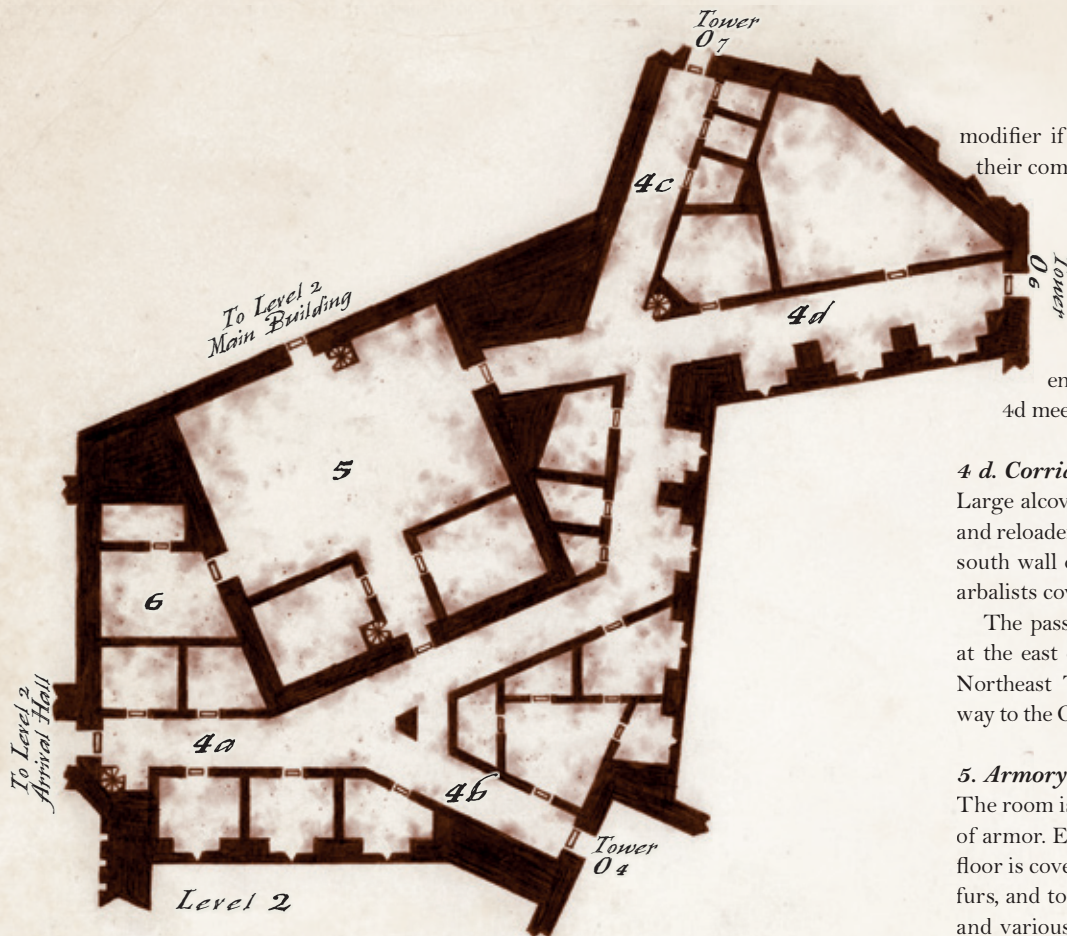 Tower
O 7
4c
To Level 2
Main Building
4d
Tower
O 6
5
6
To Level 2
Arrival Hall
4a
4b
Tower
O 4
Level 2
modifier if
their com
en
4d mee
4 d. Corrid
Large alcov
and reloade
south wall
arbalists cov
The pass
at the east
Northeast T
way to the C
5. Armory
The room is
of armor. E
floor is cove
furs, and to
and various